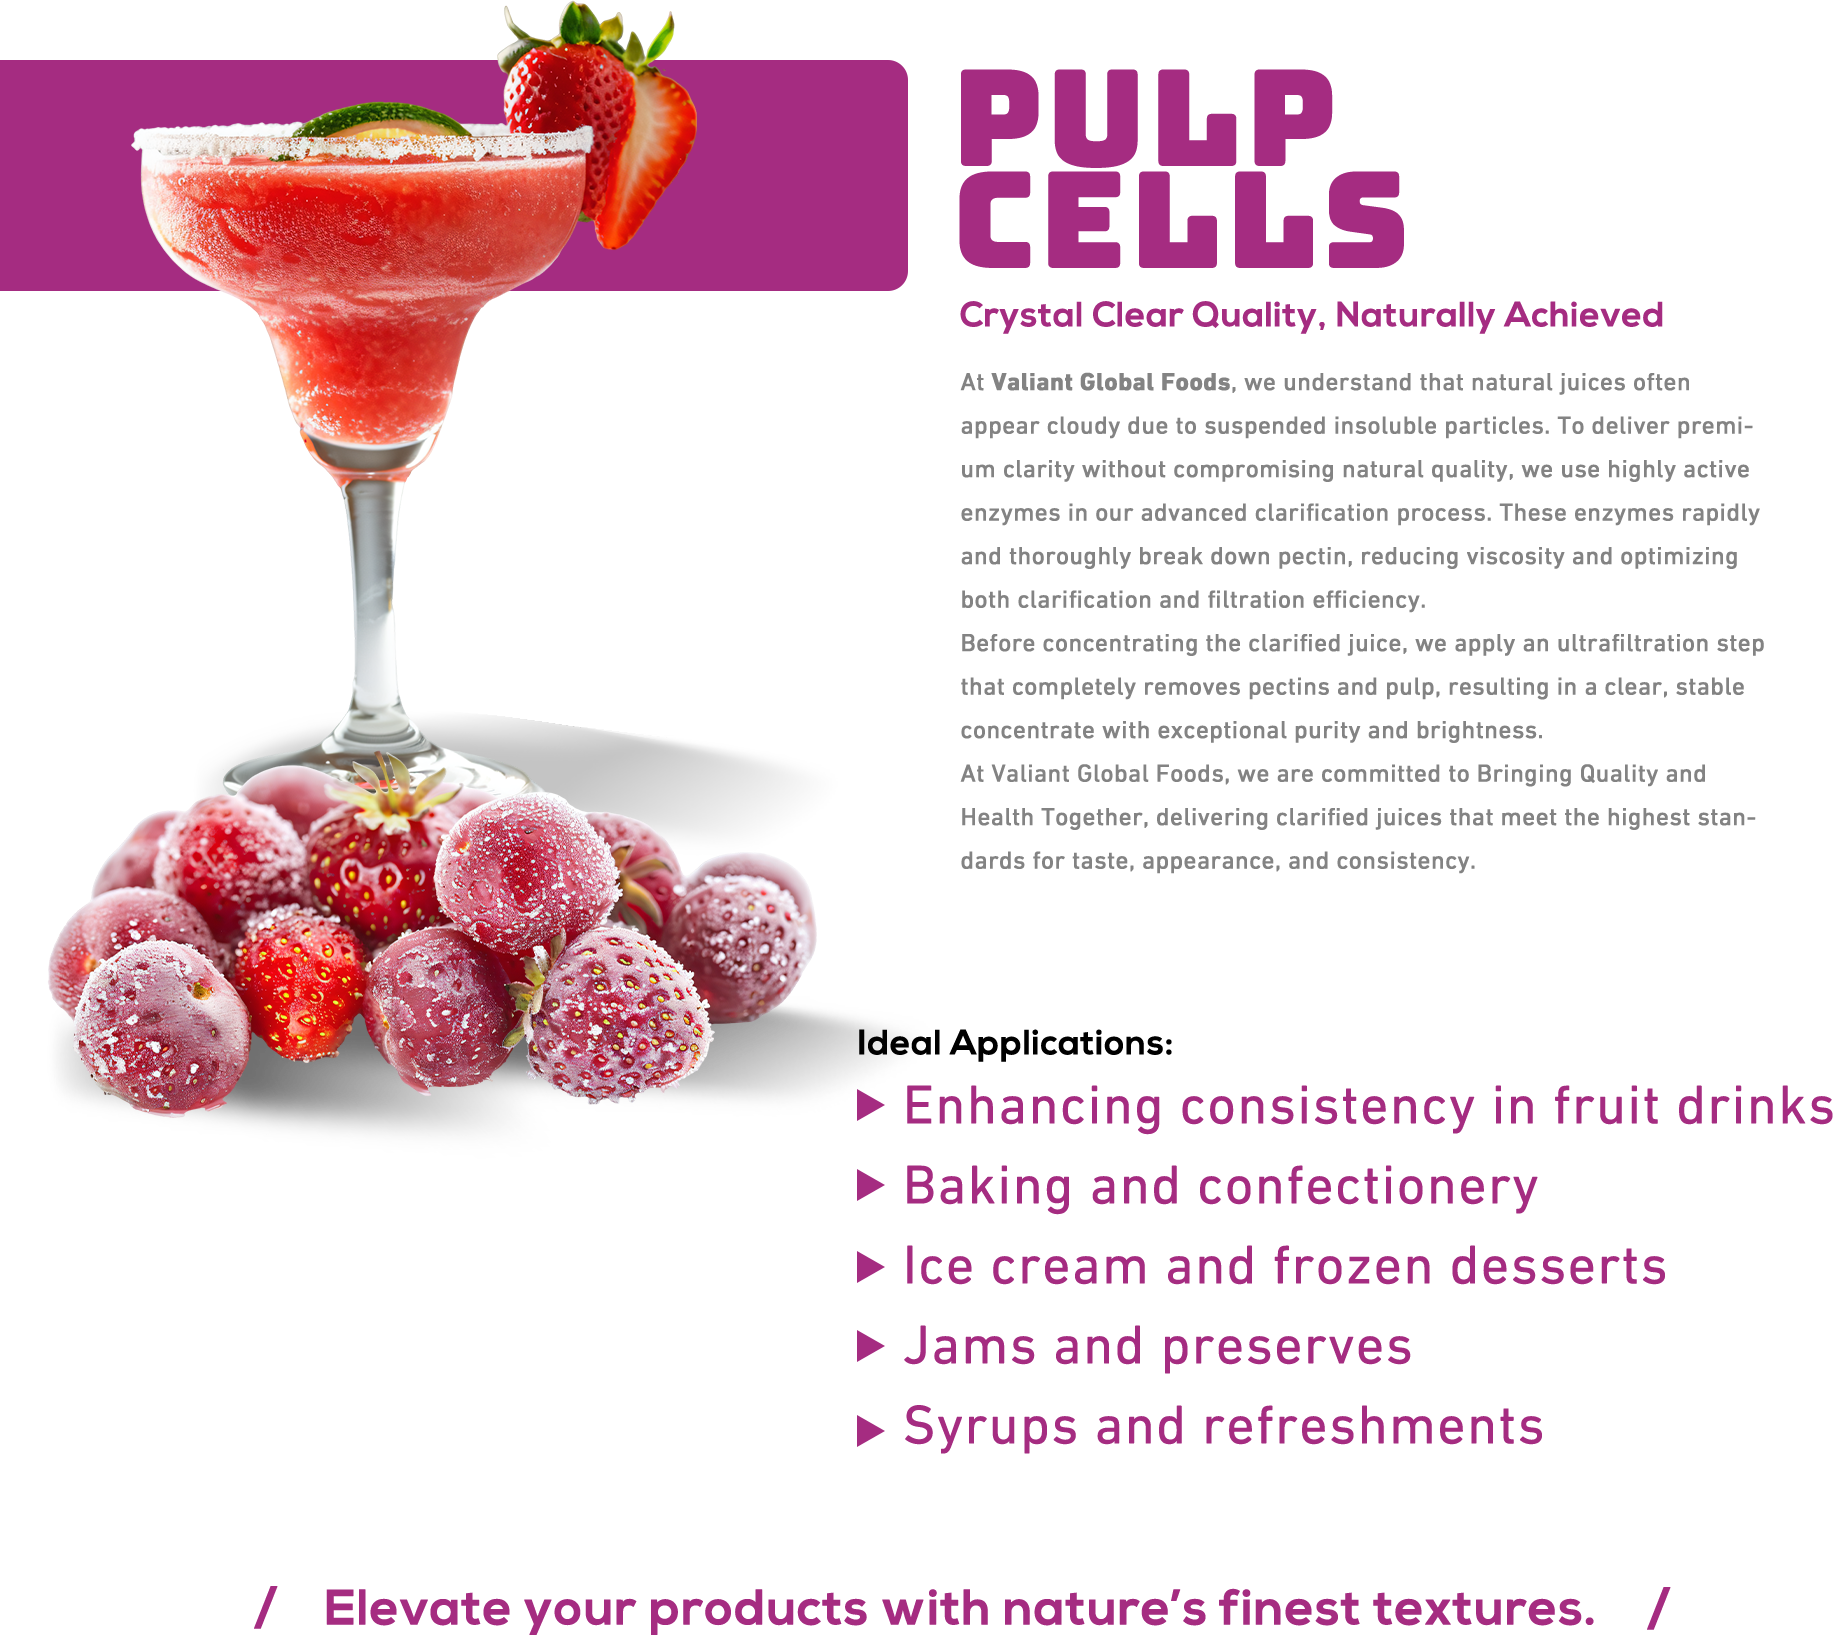 PULP
CELLS
Crystal Clear Quality, Naturally Achieved
At Valiant Global Foods, we understand that natural juices often
appear cloudy due to suspended insoluble particles. To deliver premi-
um clarity without compromising natural quality, we use highly active
enzymes in our advanced clarification process. These enzymes rapidly
and thoroughly break down pectin, reducing viscosity and optimizing
both clarification and filtration efficiency.
Before concentrating the clarified juice, we apply an ultrafiltration step
that completely removes pectins and pulp, resulting in a clear, stable
concentrate with exceptional purity and brightness.
At Valiant Global Foods, we are committed to Bringing Quality and
Health Together, delivering clarified juices that meet the highest stan-
dards for taste, appearance, and consistency.
Ideal Applications:
▶ Enhancing consistency in fruit drinks
▶ Baking and confectionery
▶ Ice cream and frozen desserts
▶ Jams and preserves
▶ Syrups and refreshments
/ Elevate your products with nature’s finest textures. /